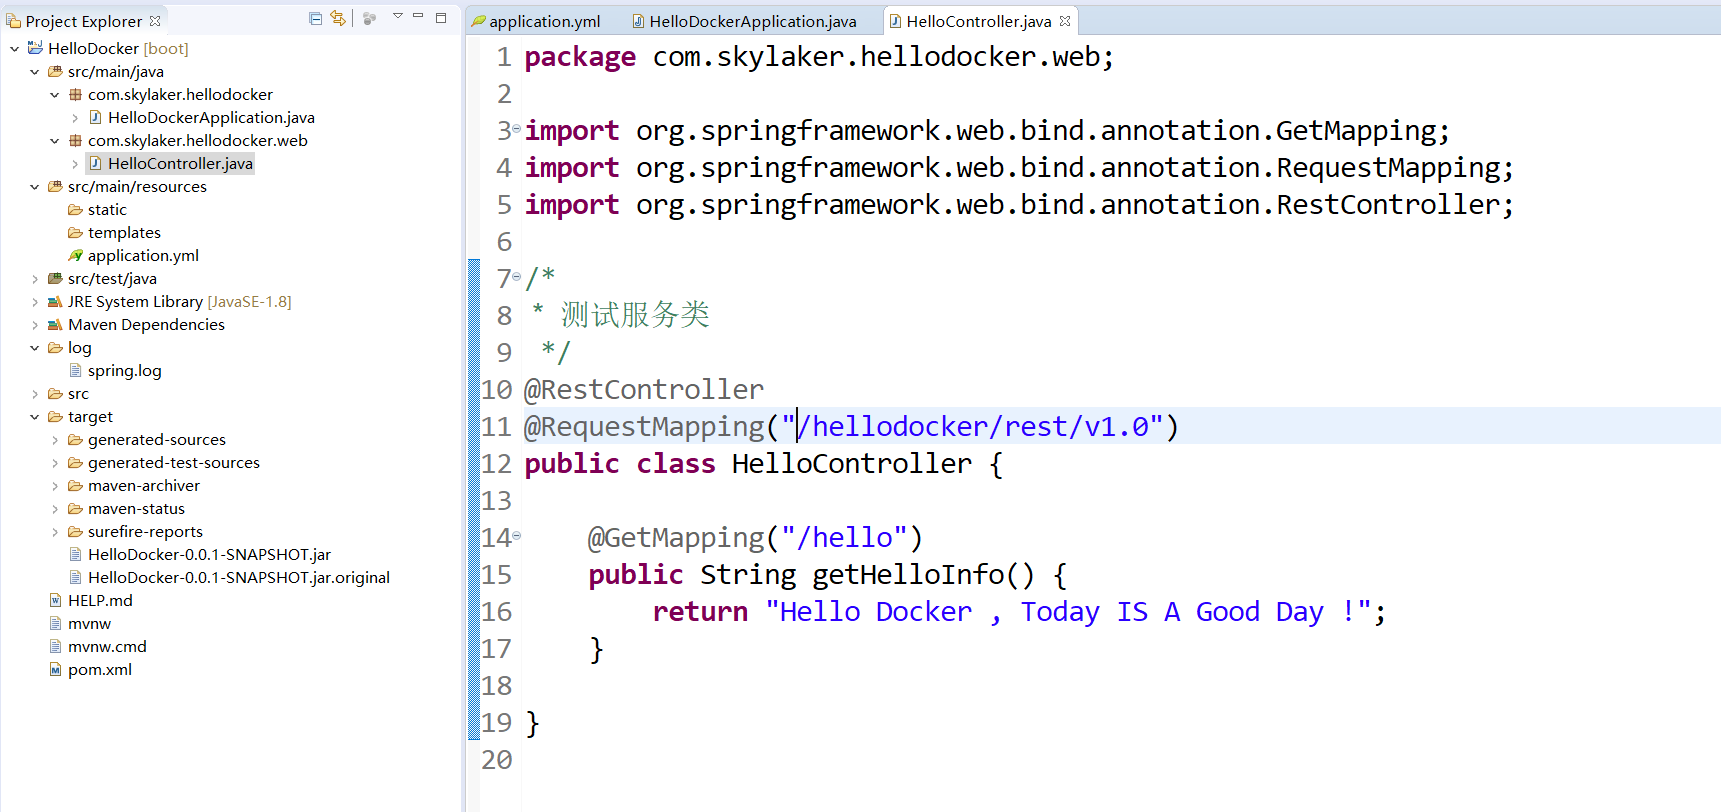 Project Explorer
HelloDocker [boot]
src/main/java
com.skylaker.hellodocker
HelloDockerApplication.java
com.skylaker.hellodocker.web
HelloController.java
src/main/resources
static
templates
application.yml
src/test/java
JRE System Library [JavaSE-1.8]
Maven Dependencies
log
spring.log
src
target
generated-sources
generated-test-sources
maven-archiver
maven-status
surefire-reports
HelloDocker-0.0.1-SNAPSHOT.jar
HelloDocker-0.0.1-SNAPSHOT.jar.original
HELP.md
mvnw
mvnw.cmd
pom.xml
application.yml HelloDockerApplication.java HelloController.java
1 package com.skylaker.hellodocker.web;
2
3 import org.springframework.web.bind.annotation.GetMapping;
4 import org.springframework.web.bind.annotation.RequestMapping;
5 import org.springframework.web.bind.annotation.RestController;
6
7 /*
8 * 测试服务类
9 */
10 @RestController
11 @RequestMapping("/hellodocker/rest/v1.0")
12 public class HelloController {
13
14 @GetMapping("/hello")
15 public String getHelloInfo() {
16 return "Hello Docker , Today IS A Good Day !";
17 }
18
19 }
20